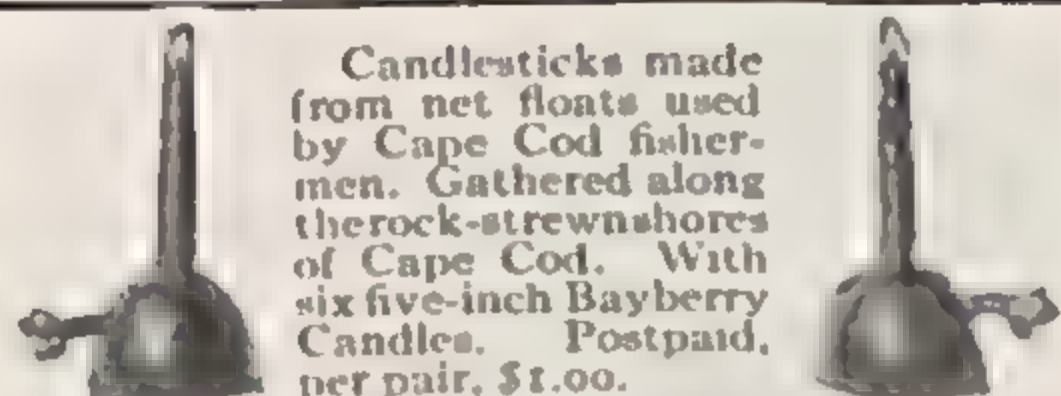 Candlesticks made
from net floats used
by Cape Cod fisher-
men. Gathered along
therock-strewnshores
of Cape Cod. With
six five-inch Bayberry
Candles. Postpaid,
per pair, $1.00.